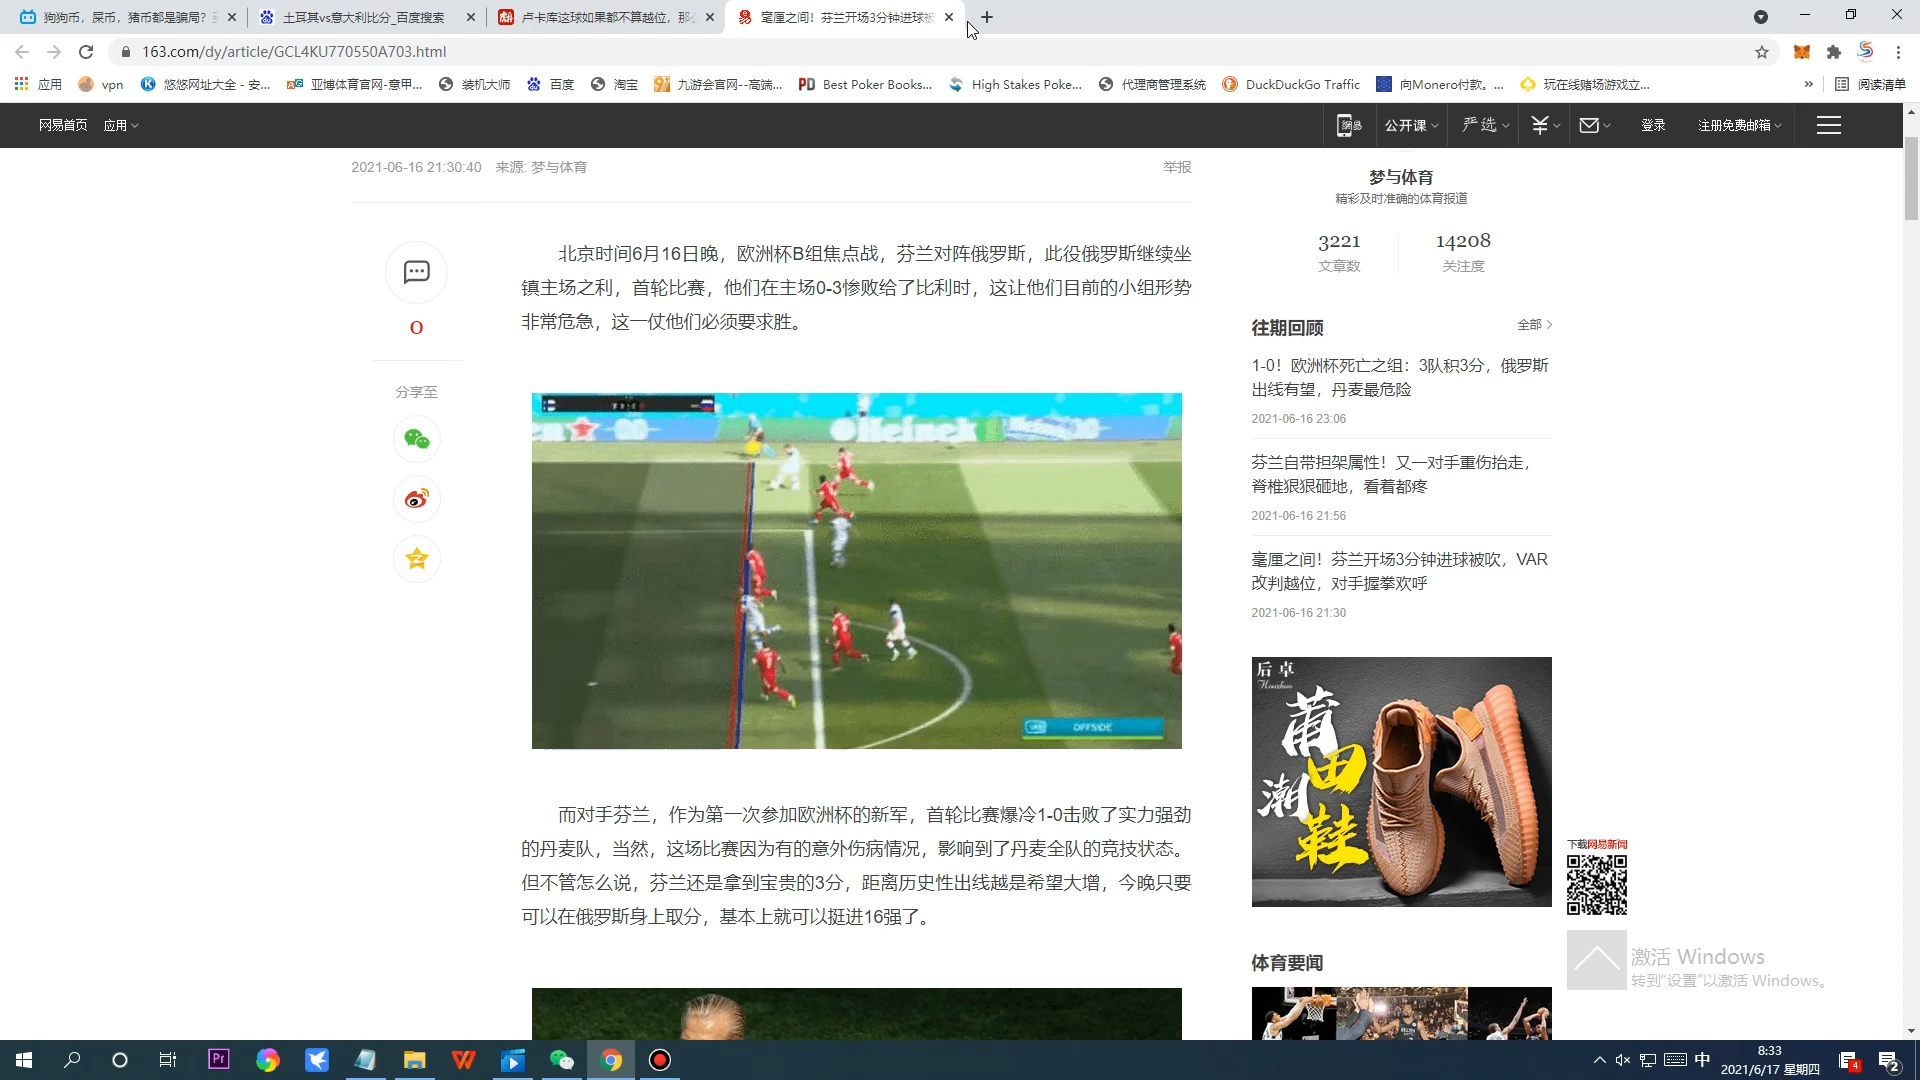 狗狗币，屎币，猪币都是骗局？
土耳其vs意大利比分_百度搜索
卢卡库这球如果都不算越位，那
毫厘之间！芬兰开场3分钟进球被
163.com/dy/article/GCL4KU770550A703.html
应用 vpn 悠悠网址大全 - 安... 亚博体育官网-意甲... 装机大师 百度 淘宝 九游会官网--高端... Best Poker Books... High Stakes Poke... 代理商管理系统 DuckDuckGo Traffic 向Monero付款。... 玩在线赌场游戏立... » 阅读清单
网易首页 应用 公开课 严选 登录 注册免费邮箱
2021-06-16 21:30:40 来源: 梦与体育 举报
0
分享至
北京时间6月16日晚，欧洲杯B组焦点战，芬兰对阵俄罗斯，此役俄罗斯继续坐
镇主场之利，首轮比赛，他们在主场0-3惨败给了比利时，这让他们目前的小组形势
非常危急，这一仗他们必须要求胜。
Heineken
OFFSIDE
而对手芬兰，作为第一次参加欧洲杯的新军，首轮比赛爆冷1-0击败了实力强劲
的丹麦队，当然，这场比赛因为有的意外伤病情况，影响到了丹麦全队的竞技状态。
但不管怎么说，芬兰还是拿到宝贵的3分，距离历史性出线越是希望大增，今晚只要
可以在俄罗斯身上取分，基本上就可以挺进16强了。
梦与体育
精彩及时准确的体育报道
3221 14208
文章数 关注度
往期回顾 全部 >
1-0！欧洲杯死亡之组：3队积3分，俄罗斯
出线有望，丹麦最危险
2021-06-16 23:06
芬兰自带担架属性！又一对手重伤抬走，
脊椎狠狠砸地，看着都疼
2021-06-16 21:56
毫厘之间！芬兰开场3分钟进球被吹，VAR
改判越位，对手握拳欢呼
2021-06-16 21:30
后卓
莆田潮鞋
下载网易新闻
体育要闻
激活 Windows
转到"设置"以激活 Windows。
Pr
中
8:33
2021/6/17 星期四
4
2